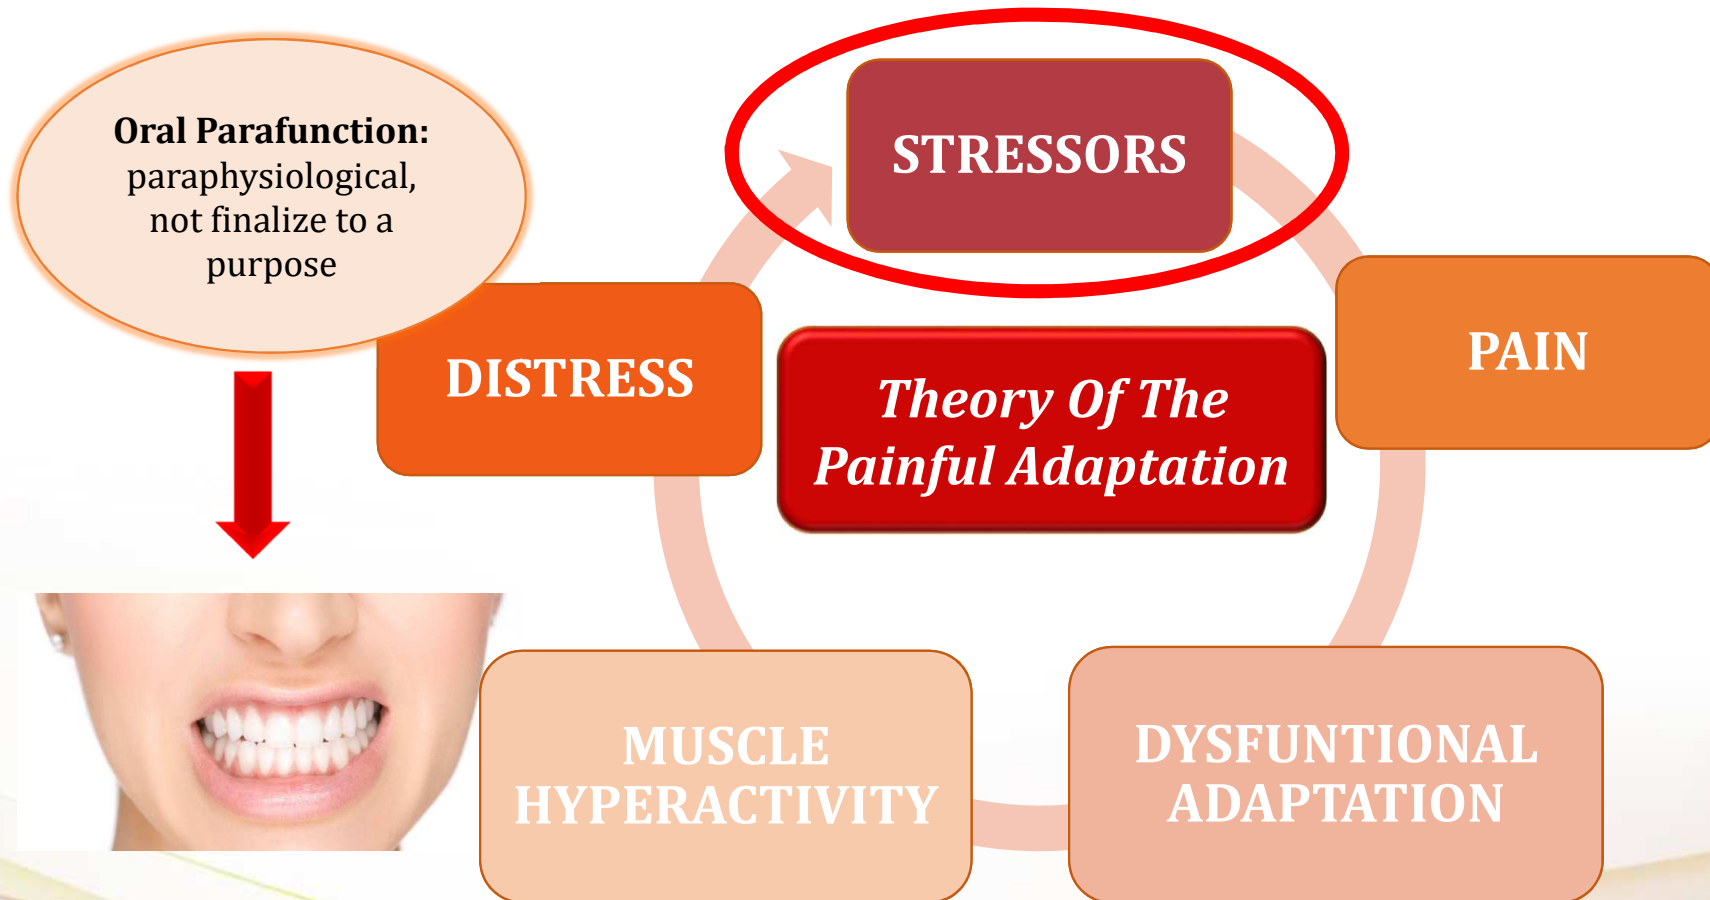 Oral Parafunction:
paraphysiological,
not finalize to a
purpose
STRESSORS
PAIN
DISTRESS
Theory Of The
Painful Adaptation
MUSCLE
HYPERACTIVITY
DYSFUNTIONAL
ADAPTATION